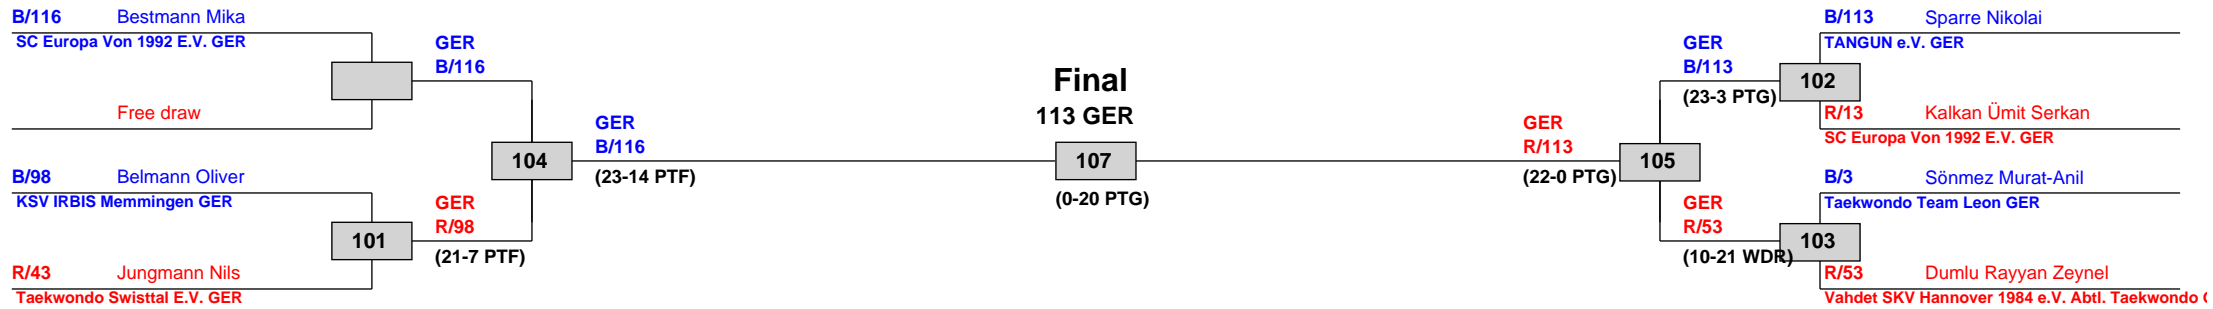 B/116 Bestmann Mika
SC Europa Von 1992 E.V. GER
Free draw
B/98 Belmann Oliver
KSV IRBIS Memmingen GER
R/43 Jungmann Nils
Taekwondo Swisttal E.V. GER
GER
B/116
101
GER
R/98
(21-7 PTF)
104
GER
B/116
(23-14 PTF)
Final
113 GER
107
(0-20 PTG)
GER
R/113
(22-0 PTG)
105
GER
B/113
(23-3 PTG)
102
GER
R/53
(10-21 WDR)
103
B/113 Sparre Nikolai
TANGUN e.V. GER
R/13 Kalkan Ümit Serkan
SC Europa Von 1992 E.V. GER
B/3 Sönmez Murat-Anil
Taekwondo Team Leon GER
R/53 Dumlu Rayyan Zeynel
Vahdet SKV Hannover 1984 e.V. Abtl. Taekwondo